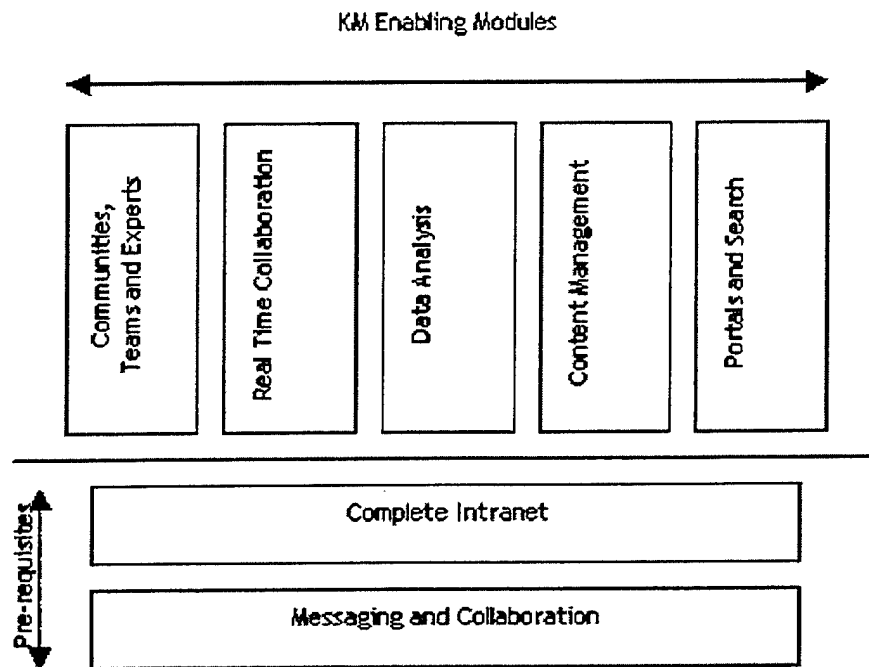 KM Enabling Modules
Communities,
Teams and Experts
Real Time Collaboration
Data Analysis
Content Management
Portals and Search
Pre-requisites
Complete Intranet
Messaging and Collaboration